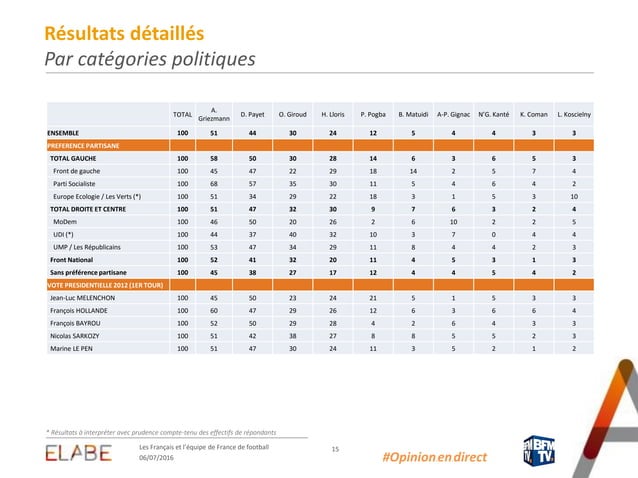 Résultats détaillés
Par catégories politiques
TOTAL A. Griezmann D. Payet O. Giroud H. Lloris P. Pogba B. Matuidi A-P. Gignac N'G. Kanté K. Coman L. Koscielny
ENSEMBLE 100 51 44 30 24 12 5 4 4 3 3
PREFERENCE PARTISANE
TOTAL GAUCHE 100 58 50 30 28 14 6 3 6 5 3
Front de gauche 100 45 47 22 29 18 14 2 5 7 4
Parti Socialiste 100 68 57 35 30 11 5 4 6 4 2
Europe Ecologie / Les Verts (*) 100 51 34 29 22 18 3 1 5 3 10
TOTAL DROITE ET CENTRE 100 51 47 32 30 9 7 6 3 2 4
MoDem 100 46 50 20 26 2 6 10 2 2 5
UDI (*) 100 44 37 40 32 10 3 7 0 4 4
UMP / Les Républicains 100 53 47 34 29 11 8 4 4 2 3
Front National 100 52 41 32 20 11 4 5 3 1 3
Sans préférence partisane 100 45 38 27 17 12 4 4 5 4 2
VOTE PRESIDENTIELLE 2012 (1ER TOUR)
Jean-Luc MELENCHON 100 45 50 23 24 21 5 1 5 3 3
François HOLLANDE 100 60 47 29 26 12 6 3 6 6 4
François BAYROU 100 52 50 29 28 4 2 6 4 3 3
Nicolas SARKOZY 100 51 42 38 27 8 8 5 5 2 3
Marine LE PEN 100 51 47 30 24 11 3 5 2 1 2
* Résultats à interpréter avec prudence compte-tenu des effectifs de répondants
ELABE
Les Français et l'équipe de France de football
06/07/2016
15
#Opinion en direct
BFM TV.